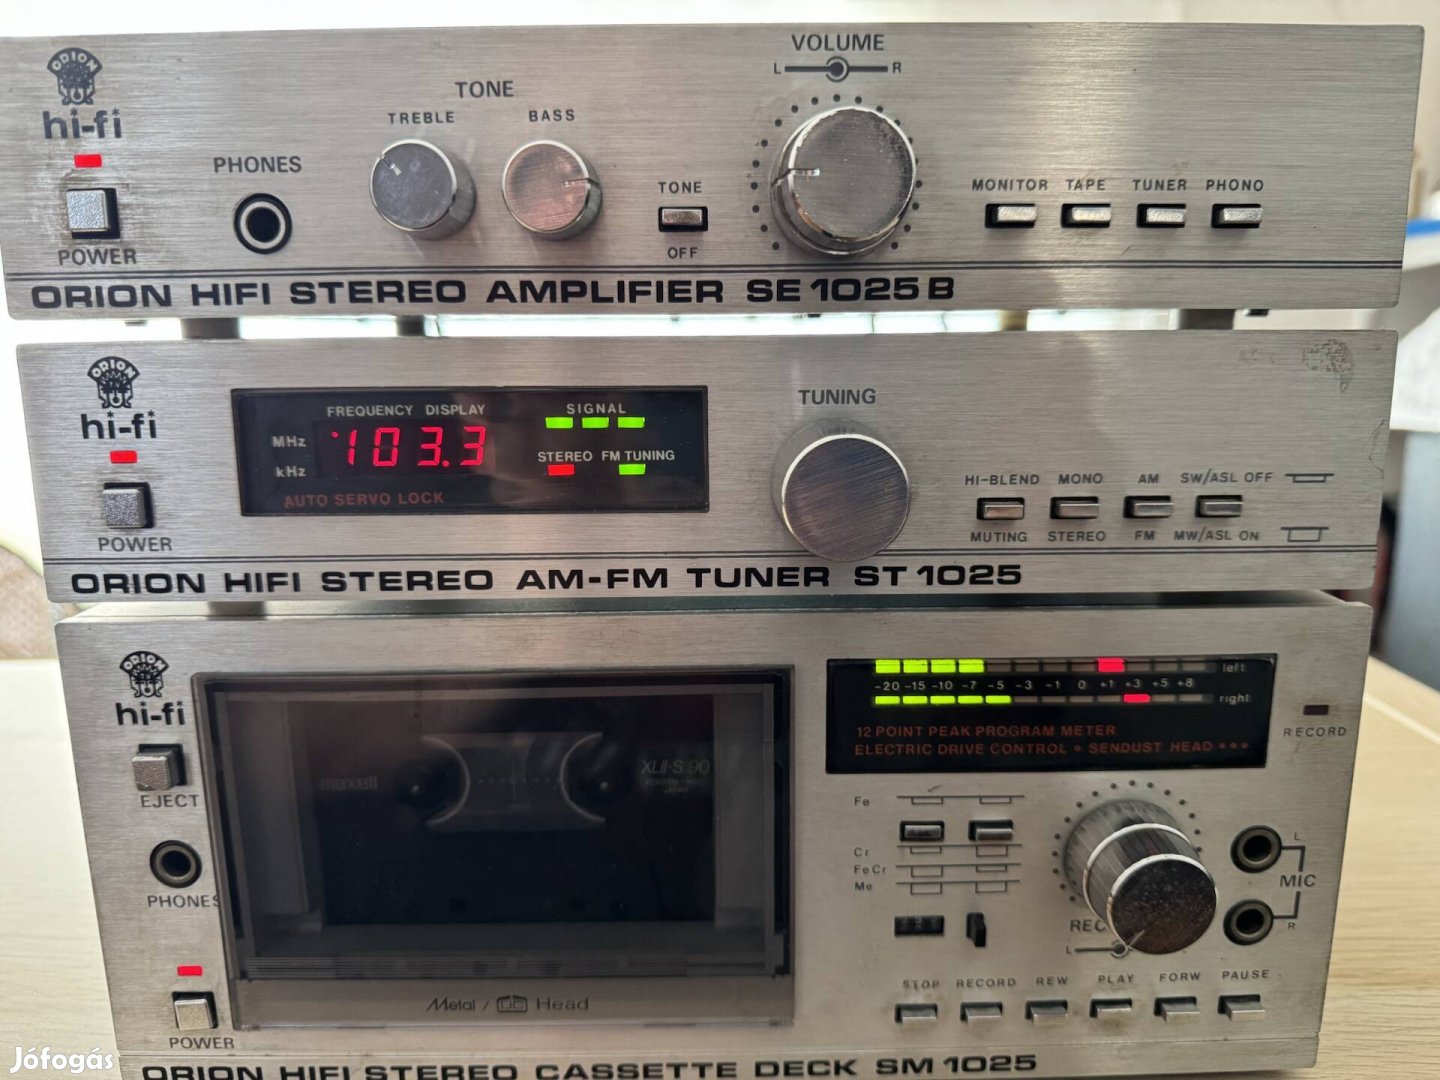 ORION
hi-fi
POWER
PHONES
TONE
TREBLE BASS
TONE
OFF
VOLUME
L R
MONITOR TAPE TUNER PHONO
ORION HIFI STEREO AMPLIFIER SE 1025 B
ORION
hi-fi
POWER
FREQUENCY DISPLAY
MHz
kHz
103.3
AUTO SERVO LOCK
SIGNAL
STEREO FM TUNING
TUNING
HI-BLEND MONO AM SW/ASL OFF
MUTING STEREO FM MW/ASL ON
ORION HIFI STEREO AM-FM TUNER ST 1025
ORION
hi-fi
EJECT
PHONES
POWER
maxell
XLII-S 90
JAPAN
Metal / Head
left
-20 -15 -10 -7 -5 -3 -1 0 +1 +3 +5 +8
right
12 POINT PEAK PROGRAM METER
ELECTRIC DRIVE CONTROL • SENDUST HEAD •••
RECORD
Fe
Cr
FeCr
Me
REC
L
L
MIC
R
STOP RECORD REW PLAY FORW PAUSE
ORION HIFI STEREO CASSETTE DECK SM 1025
Jófogás